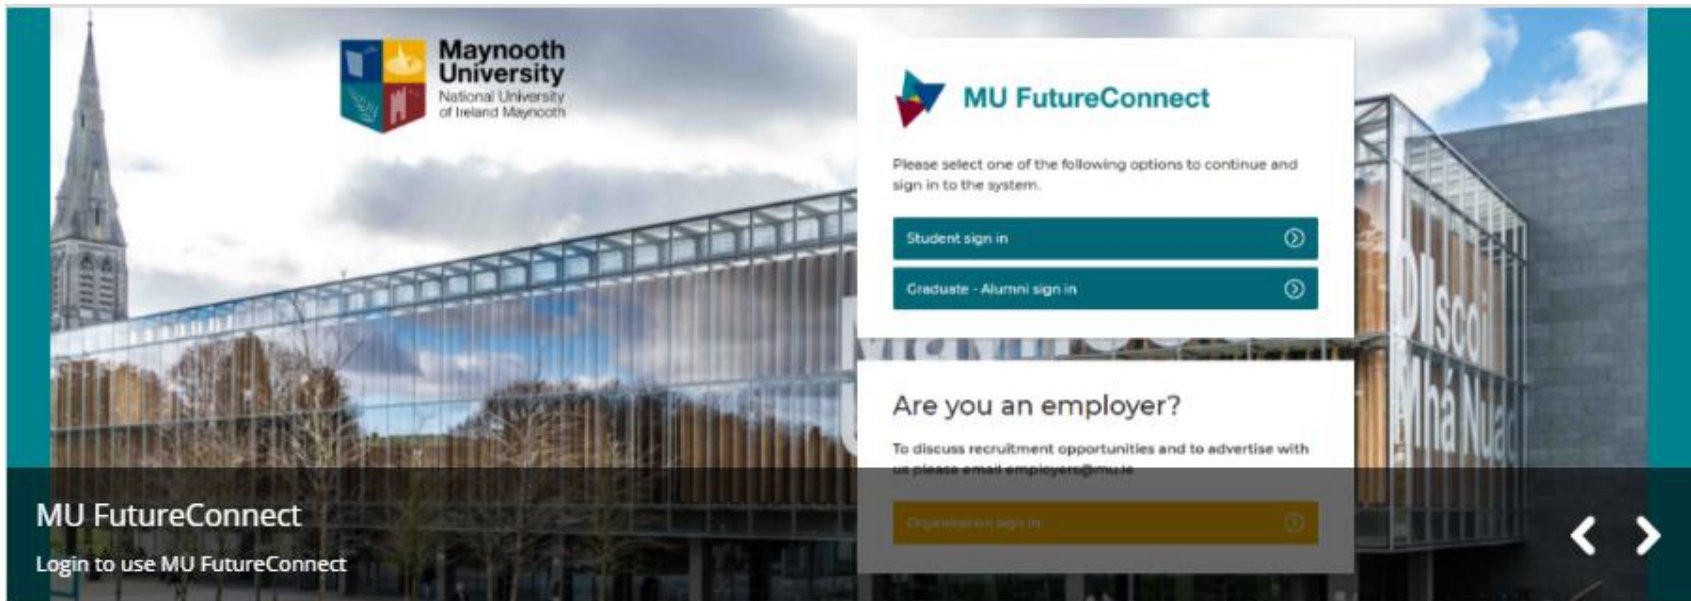 Maynooth
University
National University
of Ireland Maynooth
MU FutureConnect
Please select one of the following options to continue and
sign in to the system.
Student sign in
Graduate - Alumni sign in
Are you an employer?
To discuss recruitment opportunities and to advertise with
us please email employers@mu.ie
Organisation sign in
Ollscoil
Mhá Nuad
MU FutureConnect
Login to use MU FutureConnect